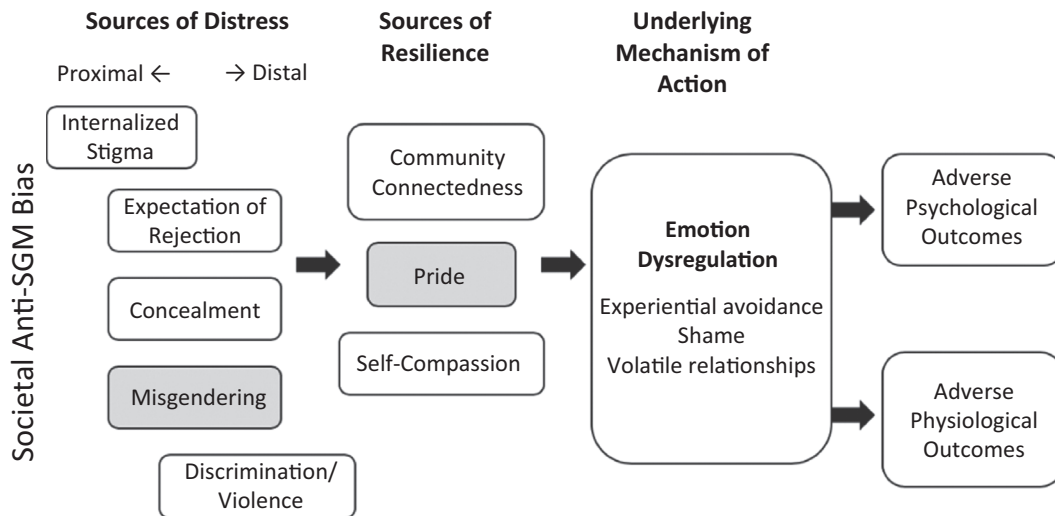 Sources of Distress
Proximal ← → Distal
Societal Anti-SGM Bias
Internalized
Stigma
Expectation of
Rejection
Concealment
Misgendering
Discrimination/
Violence
Sources of
Resilience
Community
Connectedness
Pride
Self-Compassion
Underlying
Mechanism of
Action
Emotion
Dysregulation
Experiential avoidance
Shame
Volatile relationships
Adverse
Psychological
Outcomes
Adverse
Physiological
Outcomes